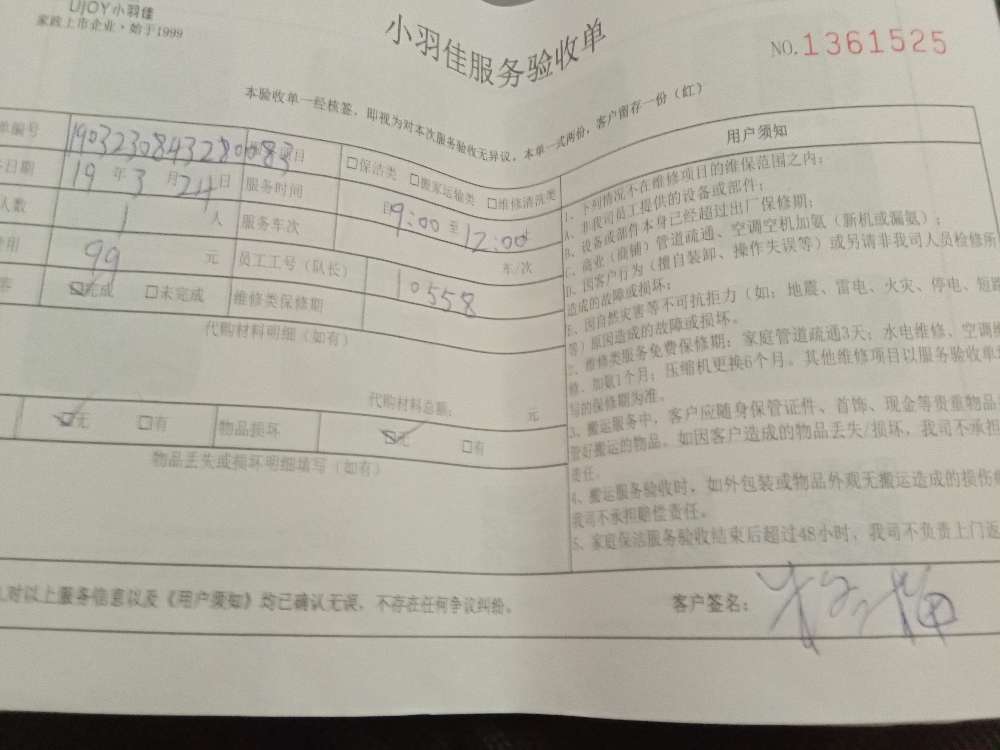 UJOY小羽佳
家政上市企业·始于1999
小羽佳服务验收单
NO.1361525
本验收单一经核签，即视为对本次服务验收无异议，本单一式两份，客户留存一份（红）
单编号 19032308432800083 项目 □保洁类 □搬家运输类 □维修清洗类
日期 19年3月24日 服务时间 自9:00至12:00
人数 1人 服务车次 车/次
用 99元 员工工号（队长） 10558
☑完成 □未完成 维修类保修期
代购材料明细（如有）
代购材料总额： 元
☑无 □有 物品损坏 ☑无 □有
物品丢失或损坏明细填写（如有）
用户须知
1、下列情况不在维修项目的维保范围之内：
A、非我司员工提供的设备或部件；
B、设备或部件本身已经超过出厂保修期；
C、商业（商铺）管道疏通、空调空机加氨（新机或漏氨）；
D、因客户行为（擅自装卸、操作失误等）或另请非我司人员检修所
造成的故障或损坏；
E、因自然灾害等不可抗拒力（如：地震、雷电、火灾、停电、短路
等）原因造成的故障或损坏。
2、维修类服务免费保修期：家庭管道疏通3天；水电维修、空调
修、加氨1个月；压缩机更换6个月。其他维修项目以服务验收单
写的保修期为准。
3、搬运服务中，客户应随身保管证件、首饰、现金等贵重物品
管好搬运的物品。如因客户造成的物品丢失/损坏，我司不承担
责任。
4、搬运服务验收时，如外包装或物品外观无搬运造成的损伤
我司不承担赔偿责任。
5、家庭保洁服务验收结束后超过48小时，我司不负责上门返
对以上服务信息以及《用户须知》均已确认无误，不存在任何争议纠纷。
客户签名：